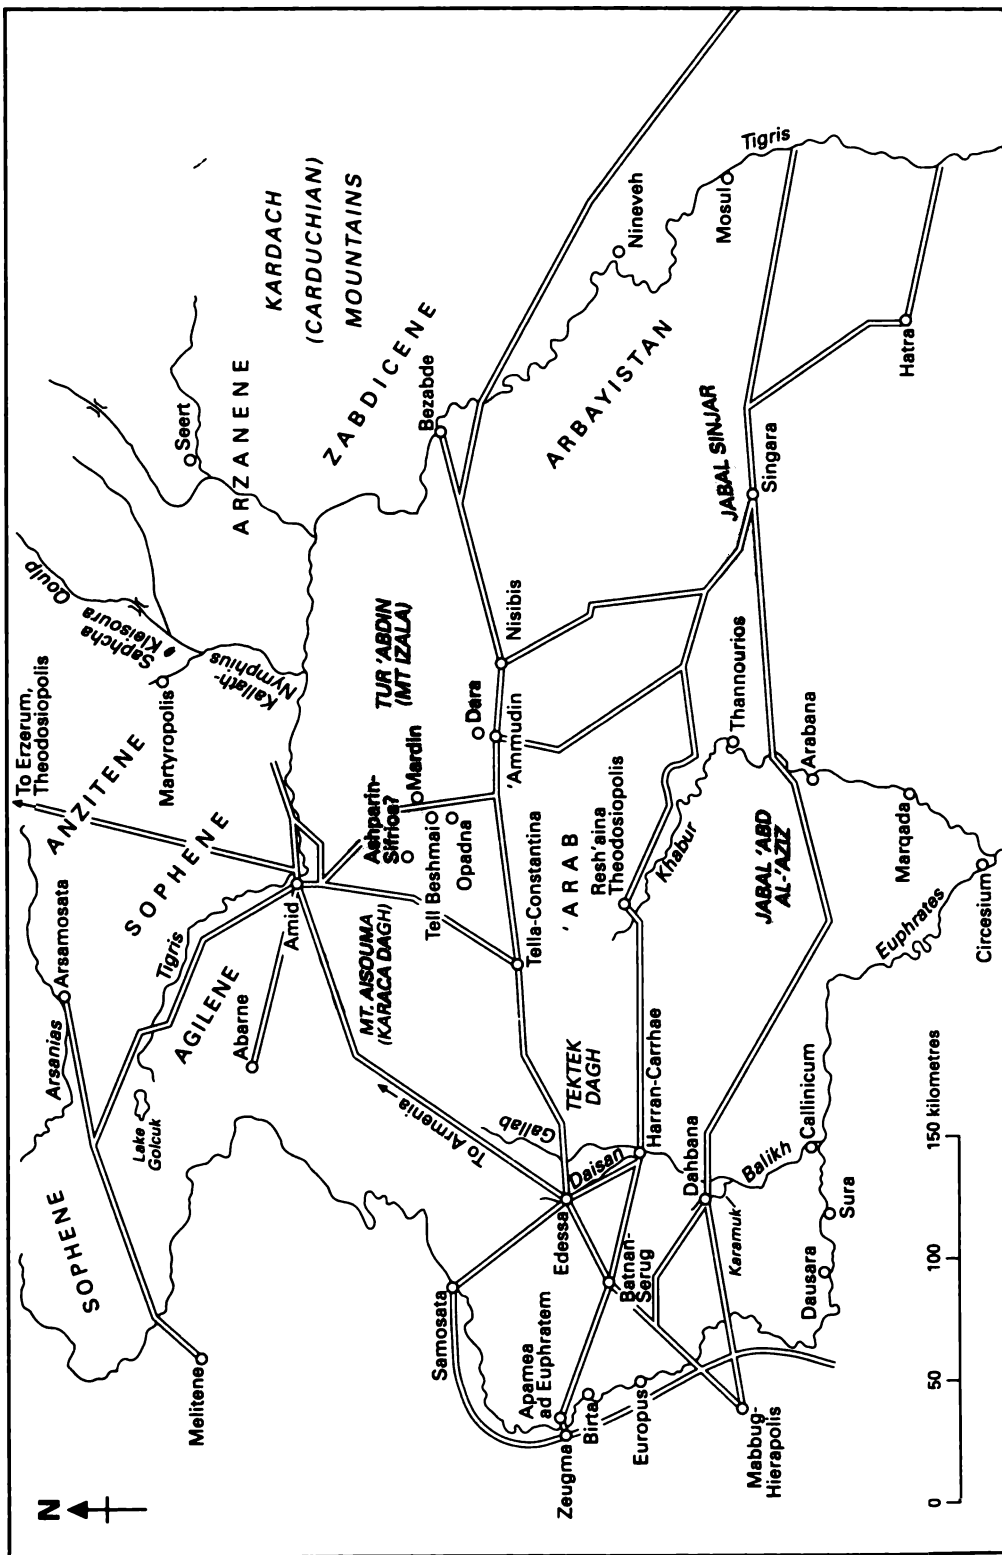 N
To Erzerum,
Theodosiopolis
Qoulp
Saphcha
Kleisoura
Seert
KARDACH
(CARDUCHIAN)
MOUNTAINS
SOPHENE
Arsanias
Arsamosata
ANZITENE
Martyropolis
Kallath-
Nymphius
ARZANENE
Lake
Golcuk
Tigris
SOPHENE
Melitene
AGILENE
Abarne
Amid
ZABDICENE
MT. AISOUMA
(KARACA DAGH)
Ashparin-
Sifrios?
Mardin
TUR 'ABDIN
(MT IZALA)
Bezabde
To Armenia
Tell Beshmai
Opadna
Dara
Samosata
Gallab
Tella-Constantina
'Ammudin
Nisibis
ARBAYISTAN
Nineveh
Apamea
ad Euphratem
Zeugma
Birta
Edessa
Daisan
TEKTEK
DAGH
'ARAB
Resh'aina
Theodosiopolis
Khabur
Europus
Batnan-
Serug
Harran-Carrhae
Thannourios
JABAL SINJAR
Singara
Tigris
Mosul
Mabbug-
Hierapolis
Dahbana
Karamuk
Balikh
JABAL 'ABD
AL-'AZIZ
Arabana
Hatra
Dausara
Sura
Callinicum
Euphrates
Marqada
Circesium
0
50
100
150 kilometres